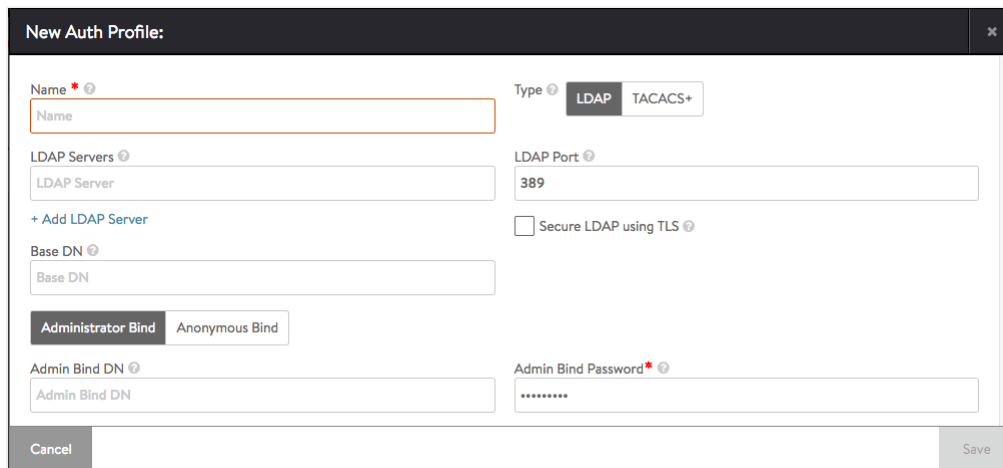 New Auth Profile:
×
Name * ?
Type ? LDAP TACACS+
Name
LDAP Servers ?
LDAP Port ?
LDAP Server
389
+ Add LDAP Server
Secure LDAP using TLS ?
Base DN ?
Base DN
Administrator Bind Anonymous Bind
Admin Bind DN ?
Admin Bind Password* ?
Admin Bind DN
•••••••••
Cancel
Save